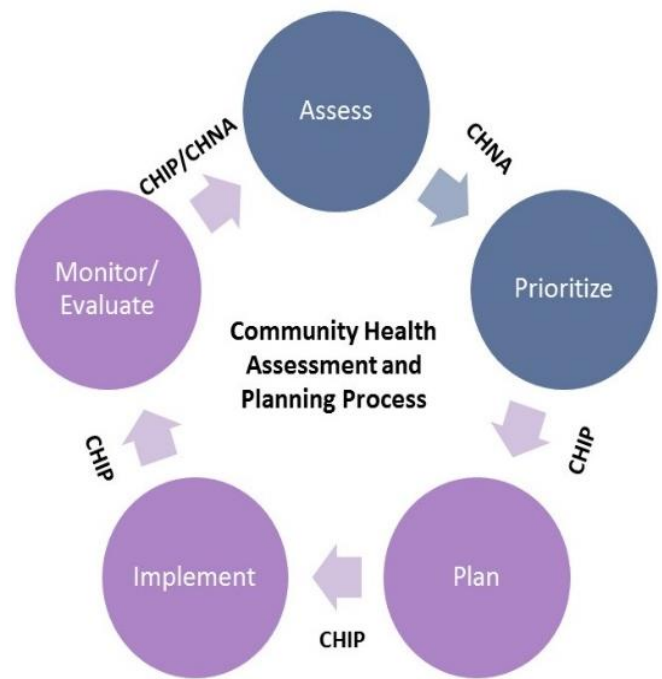 Assess
CHNA
Prioritize
CHIP
Plan
CHIP
Implement
CHIP
Monitor/
Evaluate
CHIP/CHNA
Community Health
Assessment and
Planning Process